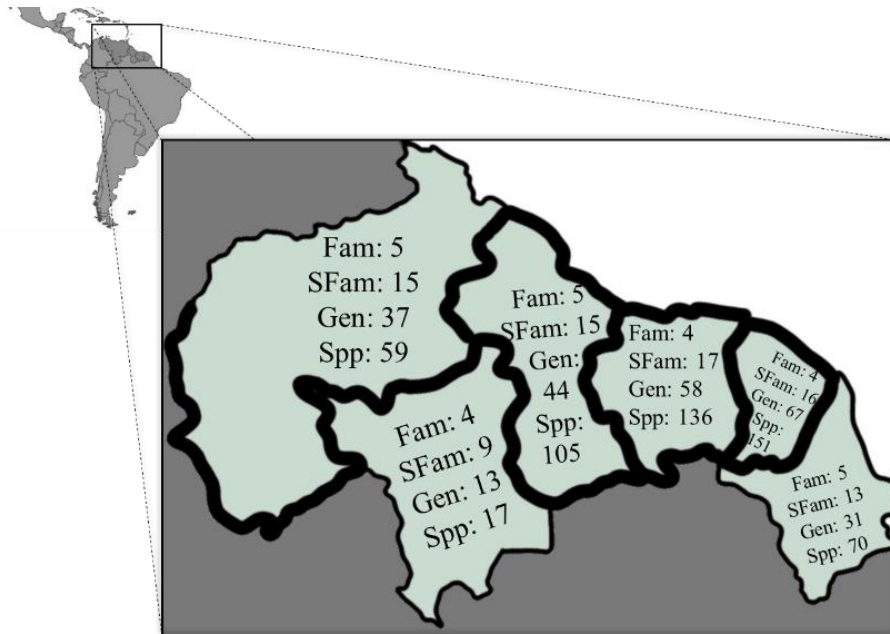 Fam: 5
SFam: 15
Gen: 37
Spp: 59
Fam: 5
SFam: 15
Gen:
44
Spp:
105
Fam: 4
SFam: 17
Gen: 58
Spp: 136
Fam: 4
SFam: 16
Gen: 67
Spp:
151
Fam: 4
SFam: 9
Gen: 13
Spp: 17
Fam: 5
SFam: 13
Gen: 31
Spp: 70